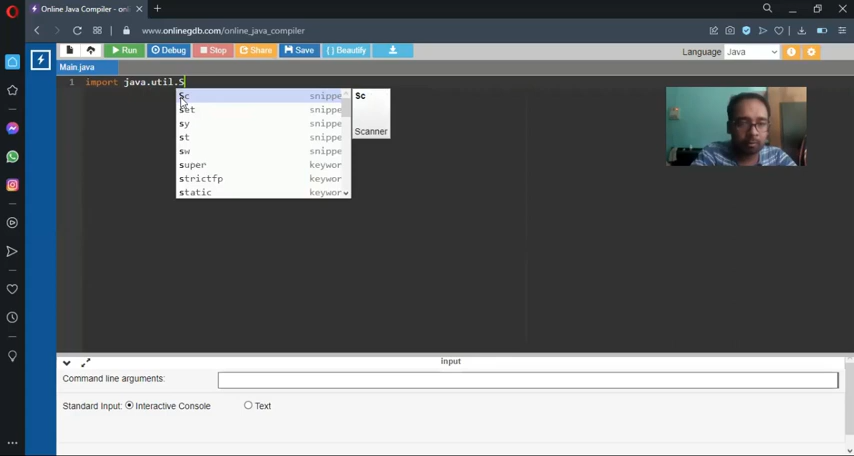 Online Java Compiler - onl
www.onlinegdb.com/online_java_compiler
Run Debug Stop Share Save { } Beautify
Language Java
Main.java
1 import java.util.S
Sc snippe
set snippe
sy snippe
st snippe
sw snippe
super keywor
strictfp keywor
static keywor
Sc
Scanner
input
Command line arguments:
Standard Input: Interactive Console Text